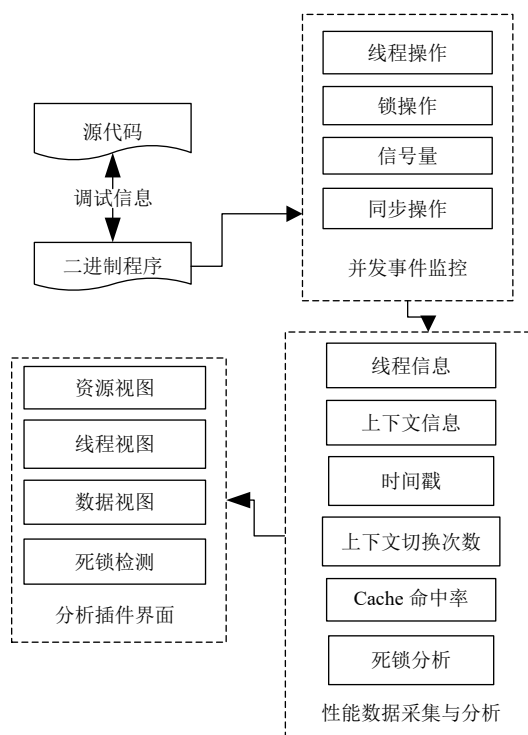 源代码
调试信息
二进制程序
线程操作
锁操作
信号量
同步操作
并发事件监控
线程信息
上下文信息
时间戳
上下文切换次数
Cache 命中率
死锁分析
性能数据采集与分析
资源视图
线程视图
数据视图
死锁检测
分析插件界面